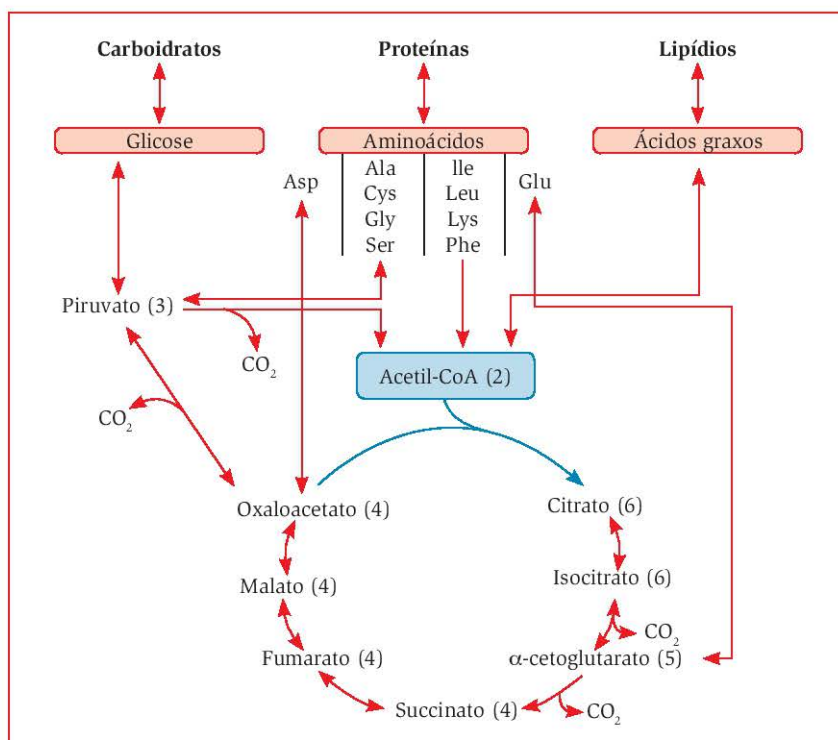 Carboidratos
Proteínas
Lipídios
Glicose
Aminoácidos
Ácidos graxos
Asp
Ala
Cys
Gly
Ser
Ile
Leu
Lys
Phe
Glu
Piruvato (3)
CO₂
Acetil-CoA (2)
CO₂
Oxaloacetato (4)
Citrato (6)
Malato (4)
Isocitrato (6)
CO₂
Fumarato (4)
α-cetoglutarato (5)
Succinato (4)
CO₂